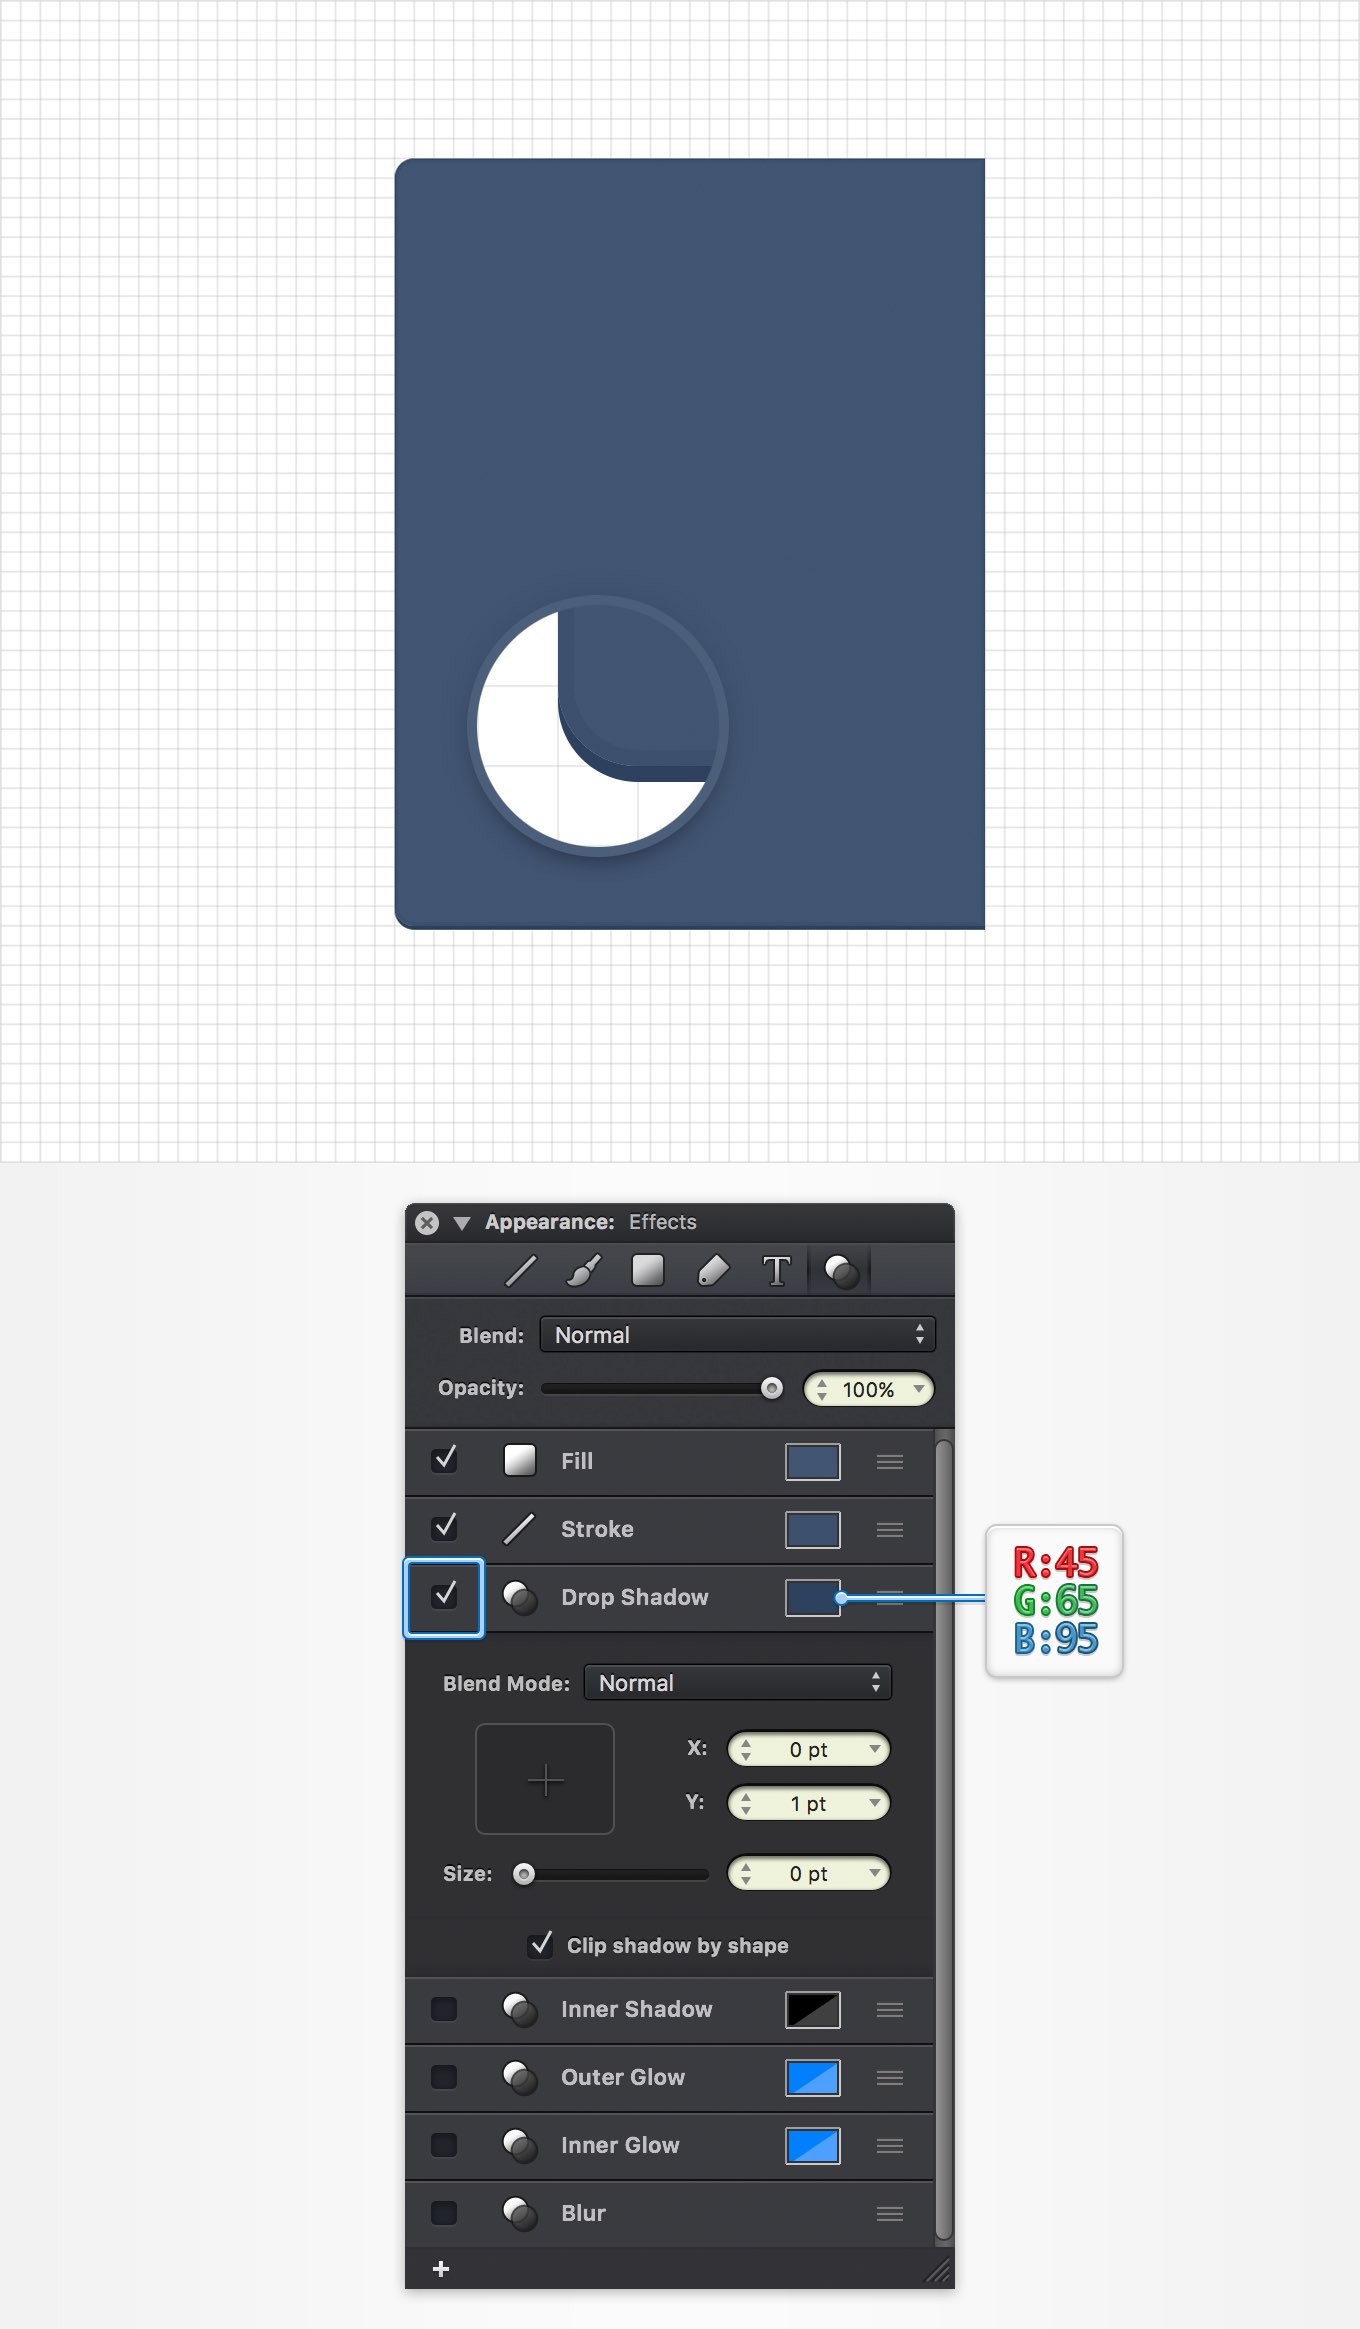 Appearance: Effects
T
Blend: Normal
Opacity: 100%
Fill
Stroke
Drop Shadow
R:45
G:65
B:95
Blend Mode: Normal
X: 0 pt
Y: 1 pt
Size: 0 pt
Clip shadow by shape
Inner Shadow
Outer Glow
Inner Glow
Blur
+